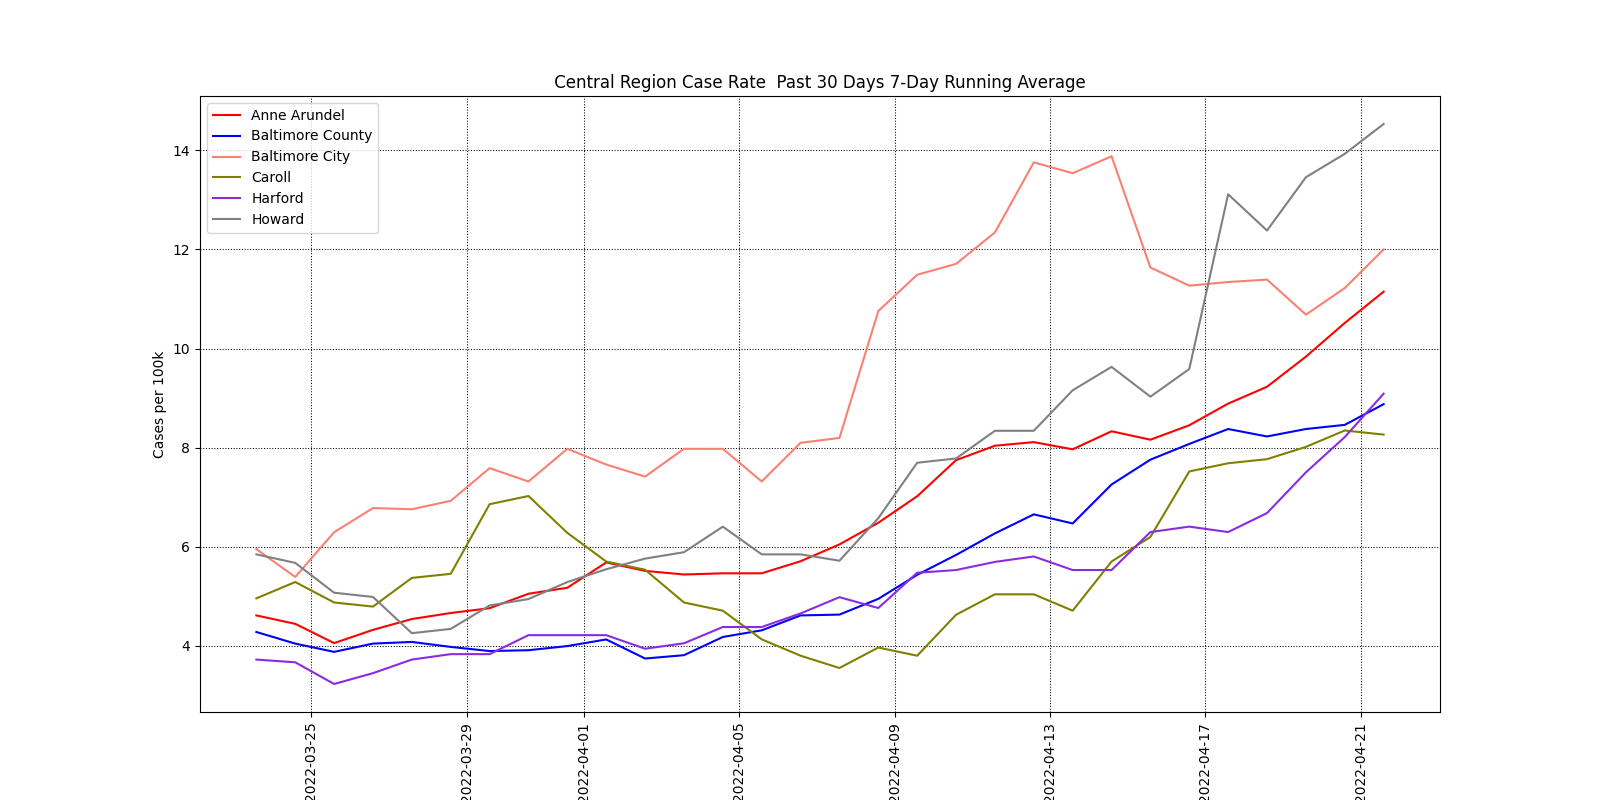 Central Region Case Rate  Past 30 Days 7-Day Running Average
Anne Arundel
Baltimore County
Baltimore City
Caroll
Harford
Howard
Cases per 100k
14
12
10
8
6
4
2022-03-25
2022-03-29
2022-04-01
2022-04-05
2022-04-09
2022-04-13
2022-04-17
2022-04-21